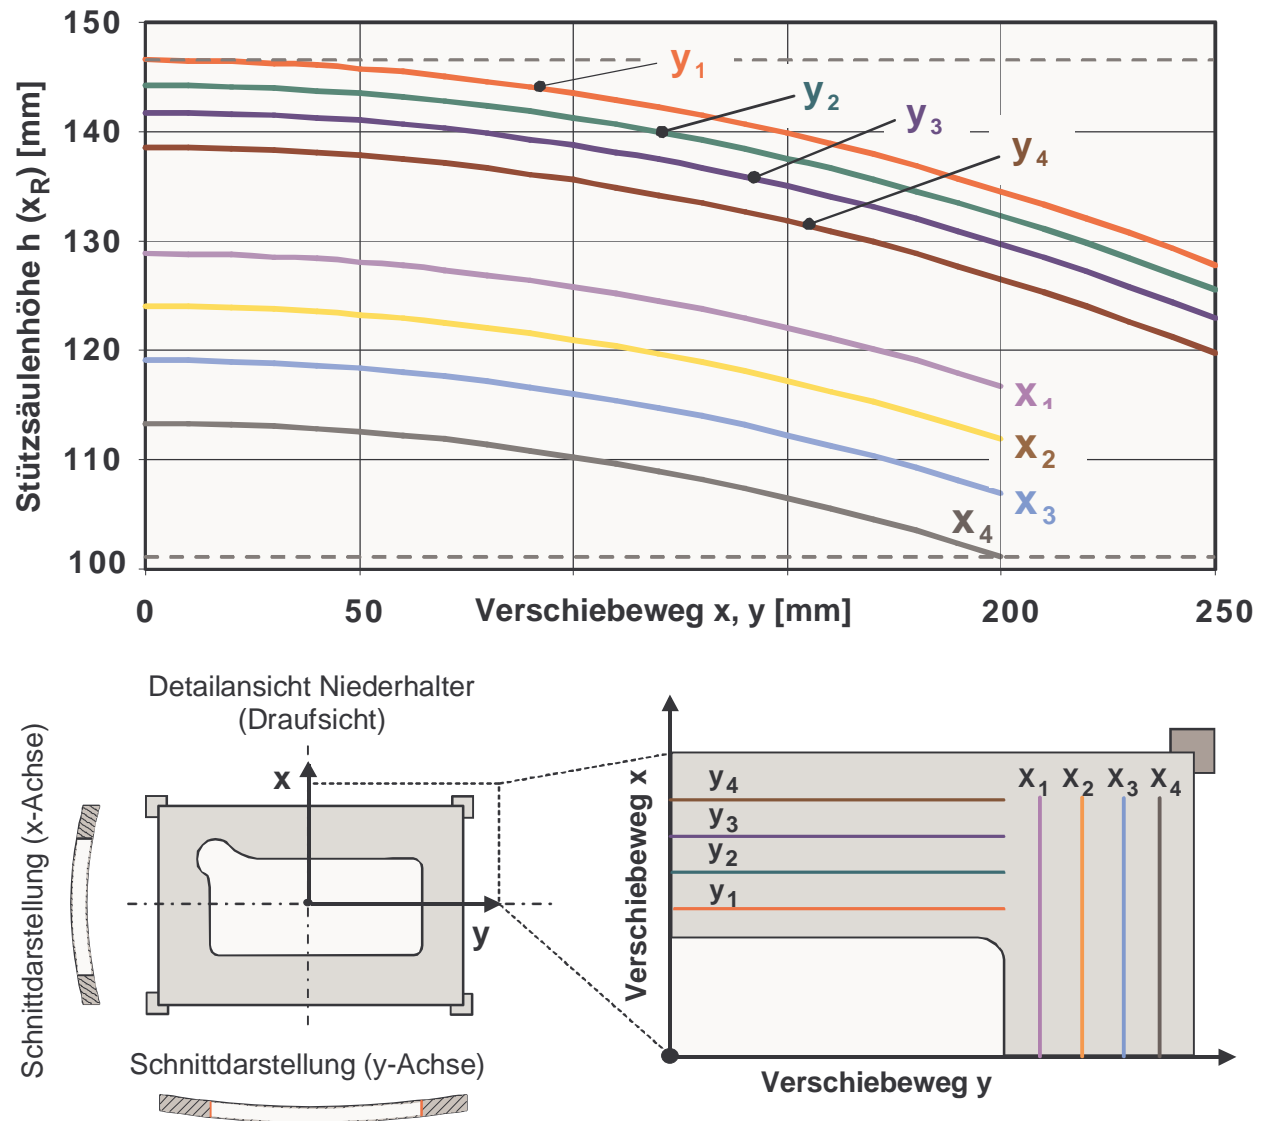 150
140
130
120
110
100
Stützsäulenhöhe h (xR) [mm]
y1
y2
y3
y4
x1
x2
x3
x4
0
50
Verschiebeweg x, y [mm]
200
250
Detailansicht Niederhalter
(Draufsicht)
Schnittdarstellung (x-Achse)
x
y
Schnittdarstellung (y-Achse)
Verschiebeweg x
y4
y3
y2
y1
x1
x2
x3
x4
Verschiebeweg y